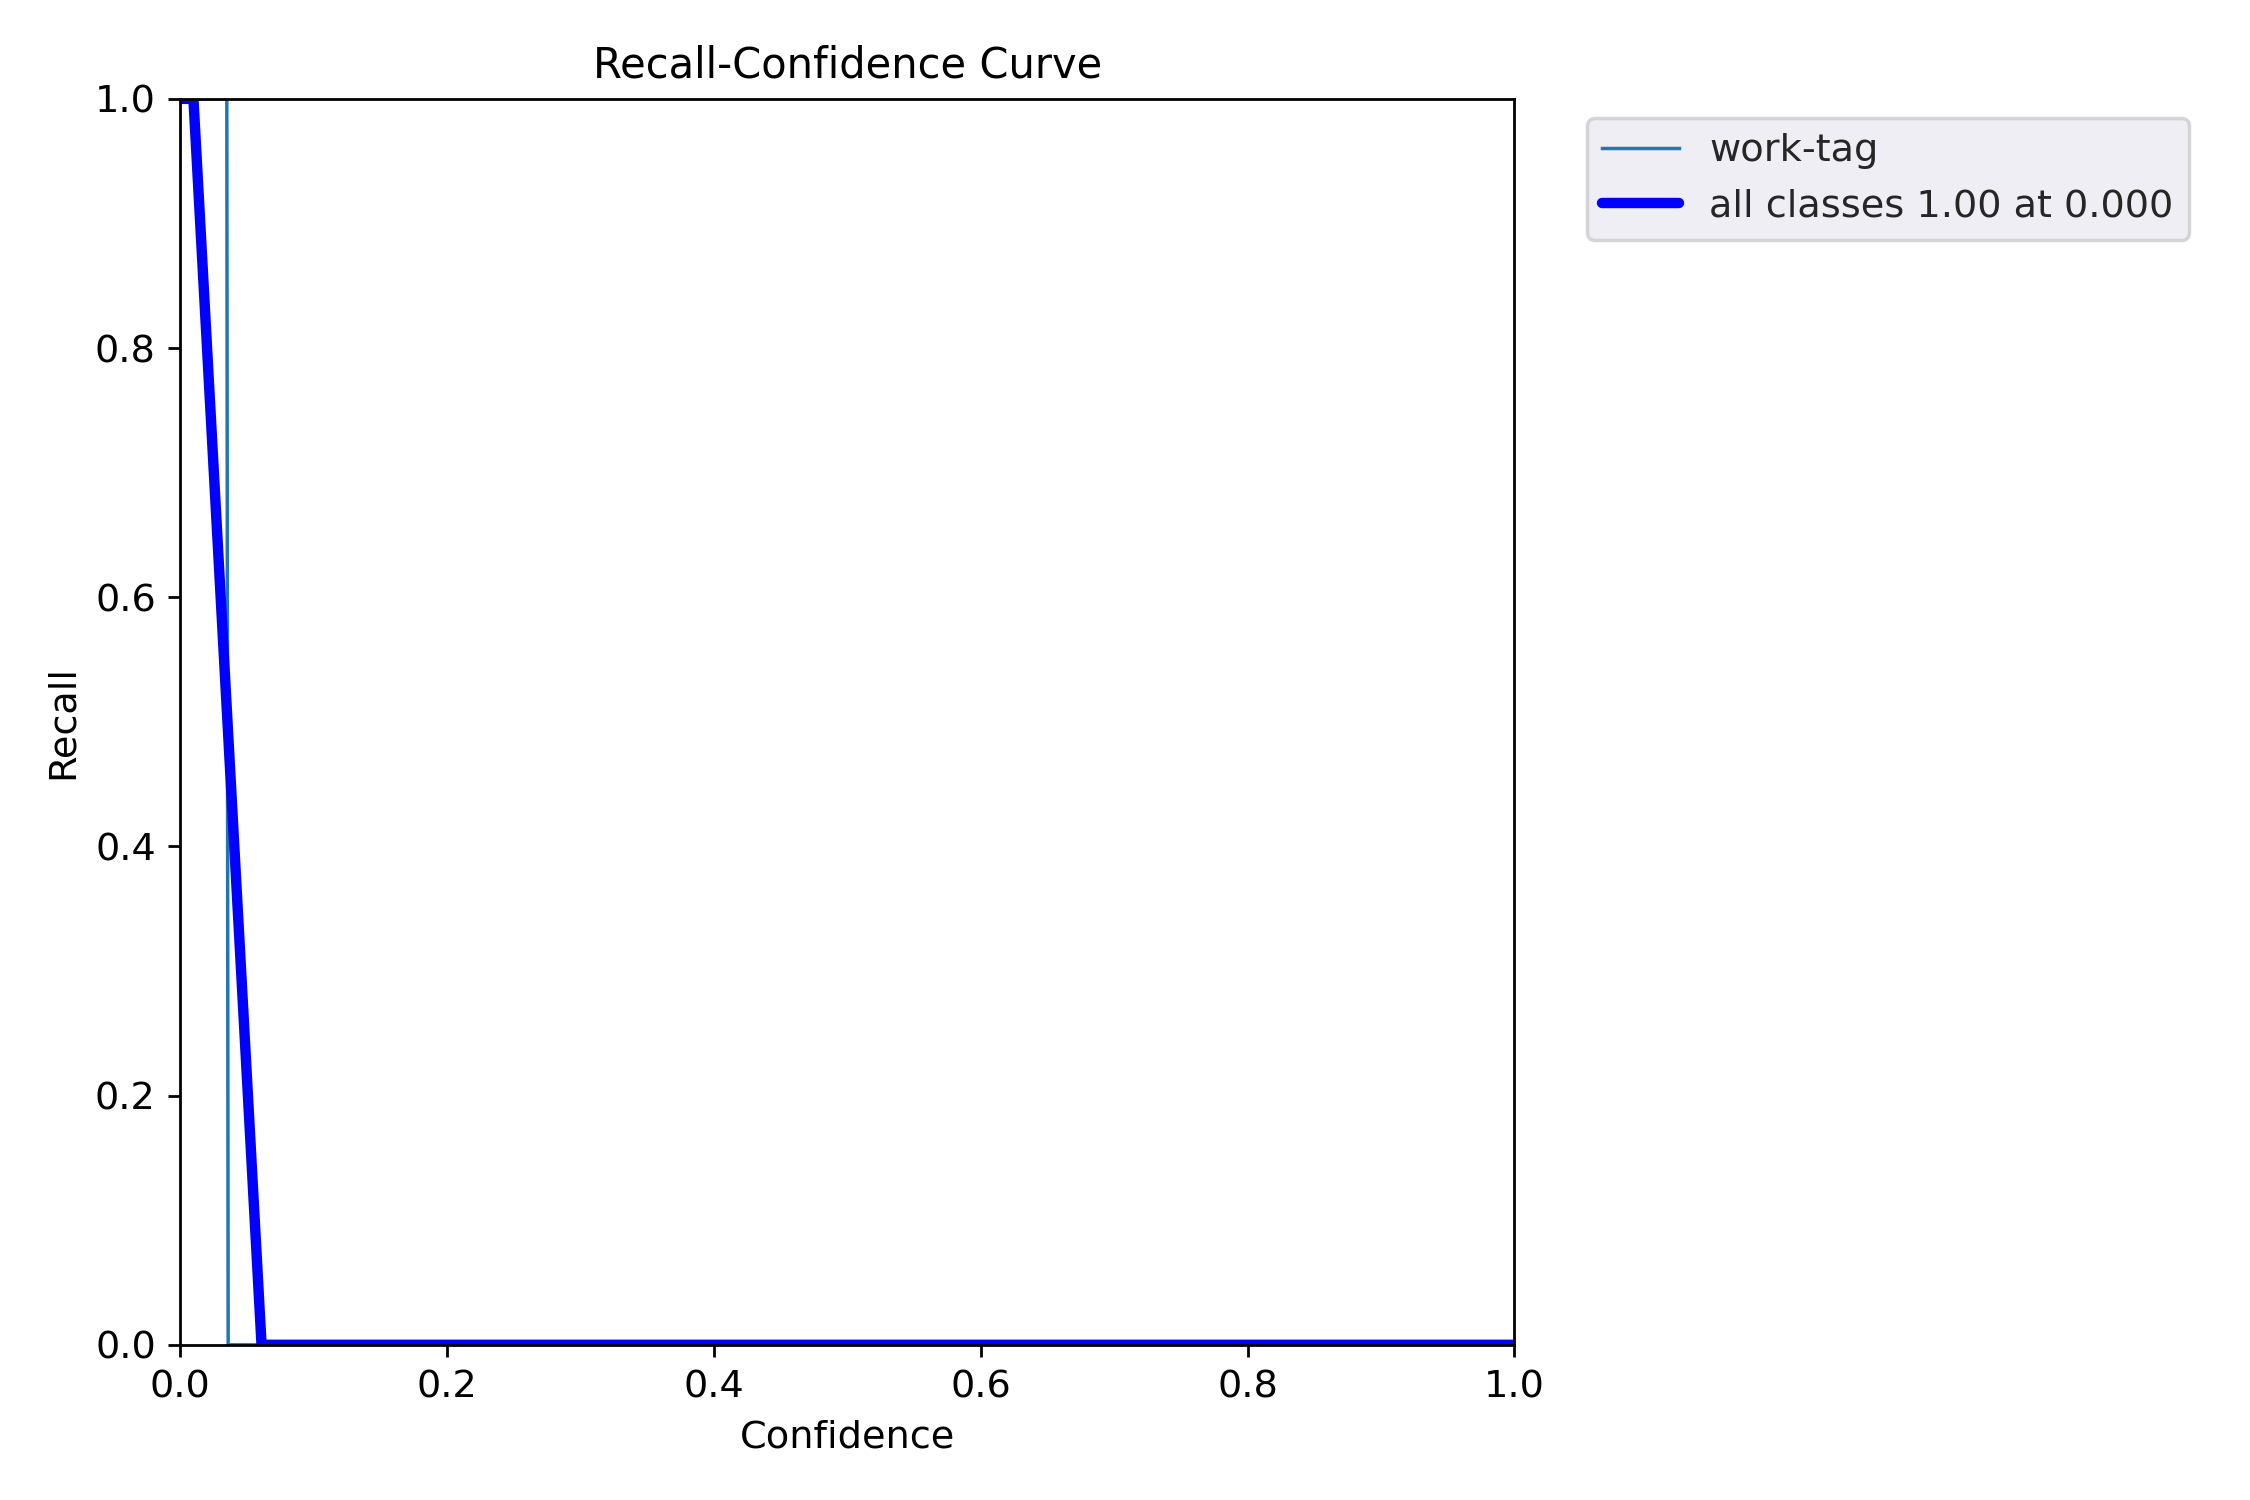 Recall-Confidence Curve
1.0
0.8
0.6
0.4
0.2
0.0
Recall
0.0 0.2 0.4 0.6 0.8 1.0
Confidence
work-tag
all classes 1.00 at 0.000